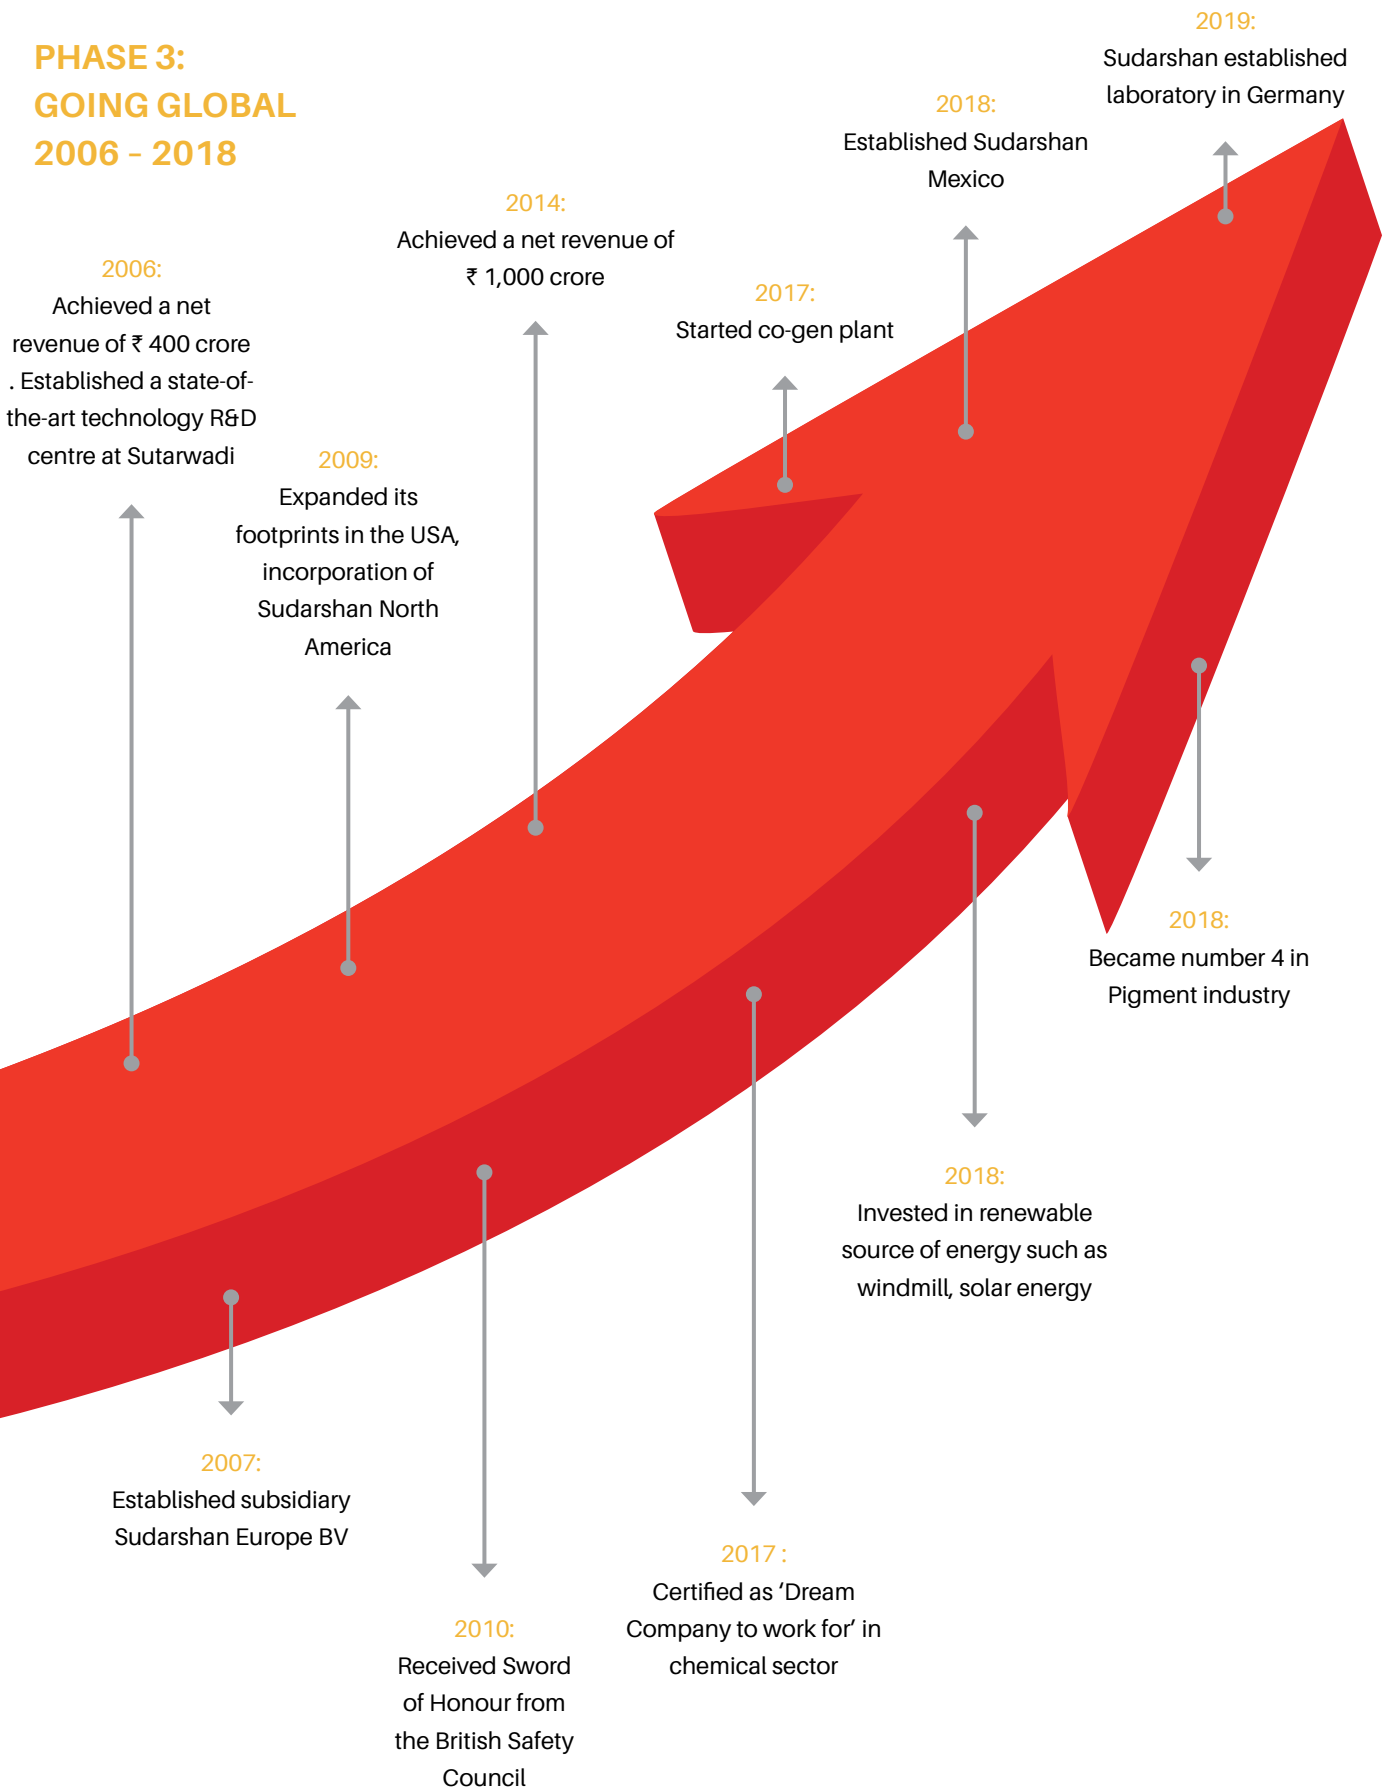 PHASE 3:
GOING GLOBAL
2006 – 2018
2006:
Achieved a net
revenue of ₹ 400 crore
. Established a state-of-
the-art technology R&D
centre at Sutarwadi
2009:
Expanded its
footprints in the USA,
incorporation of
Sudarshan North
America
2014:
Achieved a net revenue of
₹ 1,000 crore
2017:
Started co-gen plant
2018:
Established Sudarshan
Mexico
2019:
Sudarshan established
laboratory in Germany
2007:
Established subsidiary
Sudarshan Europe BV
2010:
Received Sword
of Honour from
the British Safety
Council
2017 :
Certified as ‘Dream
Company to work for’ in
chemical sector
2018:
Invested in renewable
source of energy such as
windmill, solar energy
2018:
Became number 4 in
Pigment industry